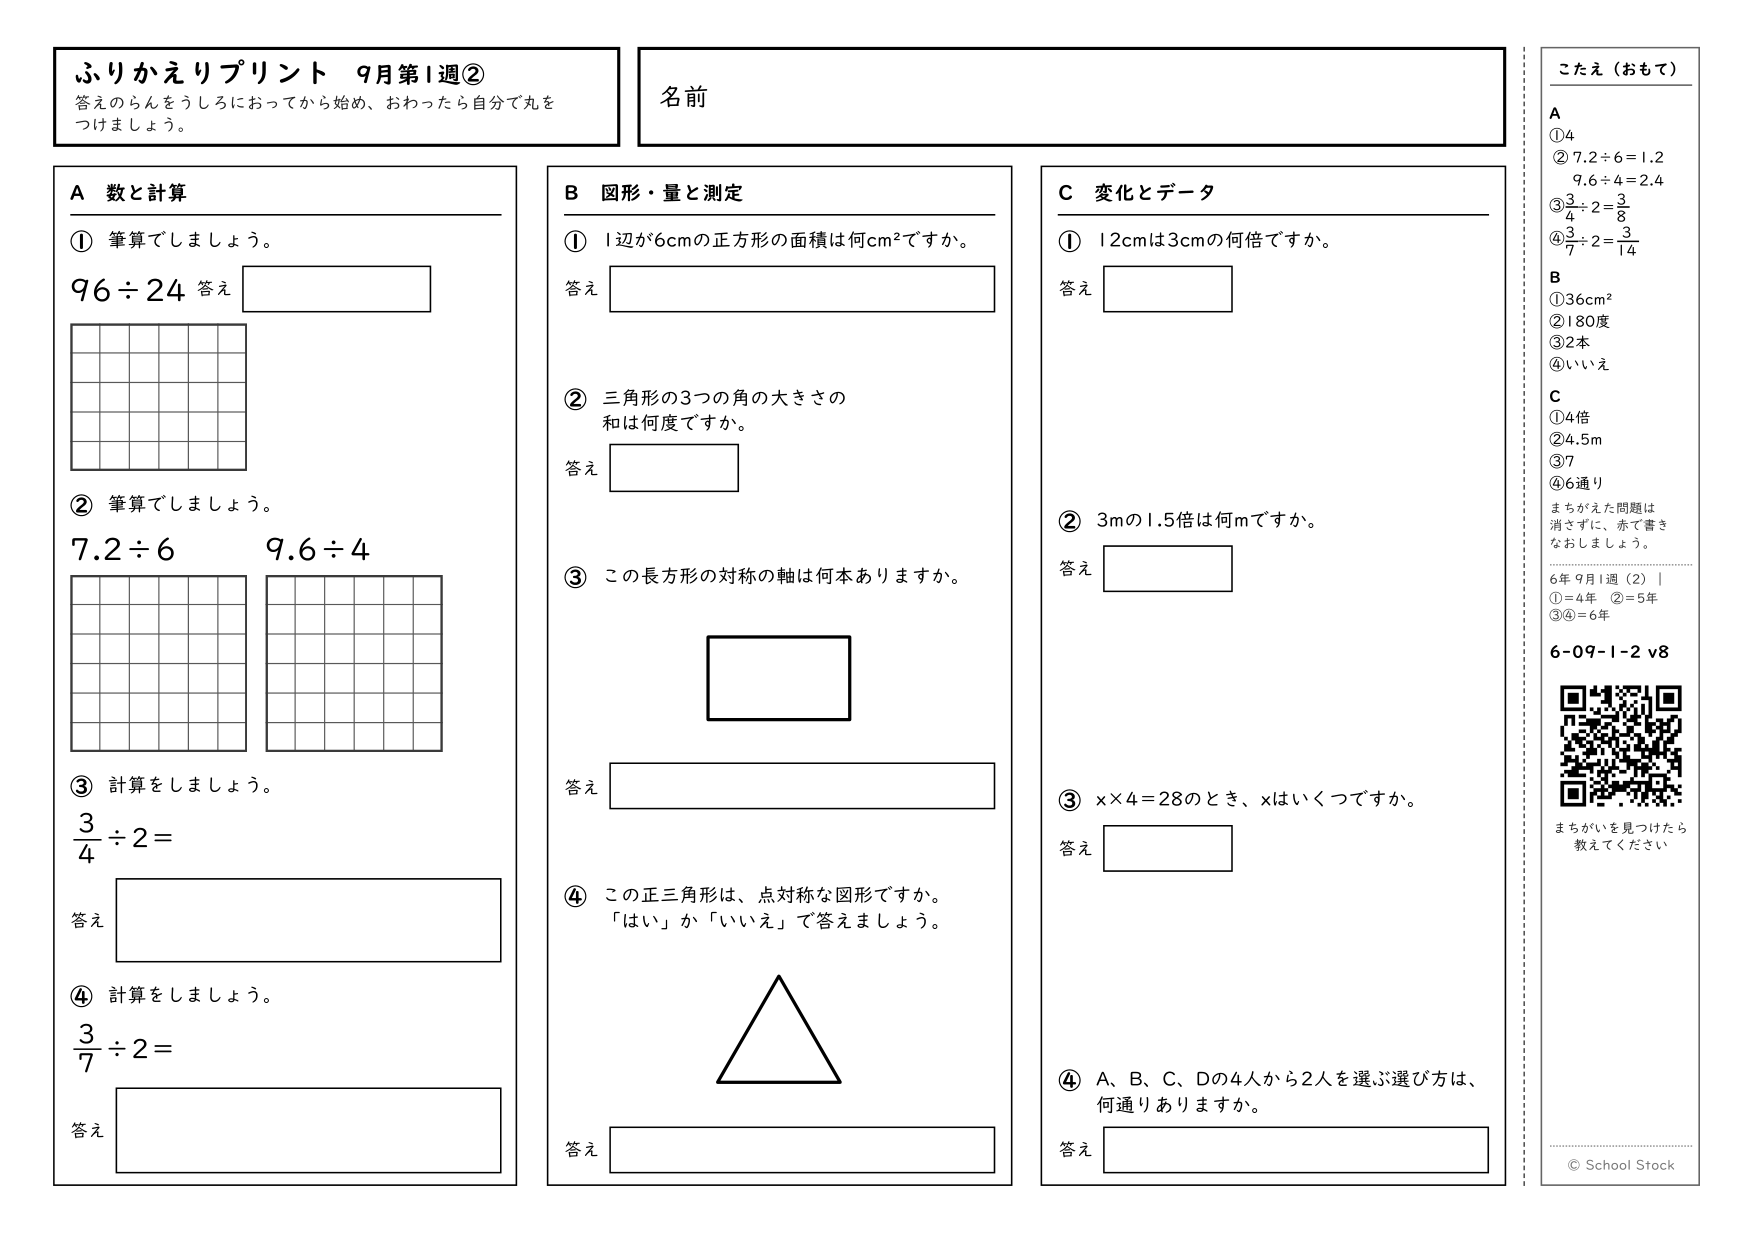 ふりかえりプリント　9月第1週②
答えのらんをうしろにおってから始め、おわったら自分で丸を
つけましょう。
名前
A　数と計算
① 筆算でしましょう。
96÷24 答え
② 筆算でしましょう。
7.2÷6　9.6÷4
③ 計算をしましょう。
3/4÷2＝
答え
④ 計算をしましょう。
3/7÷2＝
答え
B　図形・量と測定
① 1辺が6cmの正方形の面積は何cm²ですか。
答え
② 三角形の3つの角の大きさの
和は何度ですか。
答え
③ この長方形の対称の軸は何本ありますか。
答え
④ この正三角形は、点対称な図形ですか。
「はい」か「いいえ」で答えましょう。
答え
C　変化とデータ
① 12cmは3cmの何倍ですか。
答え
② 3mの1.5倍は何mですか。
答え
③ x×4＝28のとき、xはいくつですか。
答え
④ A、B、C、Dの4人から2人を選ぶ選び方は、
何通りありますか。
答え
こたえ（おもて）
A
①4
② 7.2÷6＝1.2
9.6÷4＝2.4
③3/4÷2＝3/8
④3/7÷2＝3/14
B
①36cm²
②180度
③2本
④いいえ
C
①4倍
②4.5m
③7
④6通り
まちがえた問題は
消さずに、赤で書き
なおしましょう。
6年 9月1週（2）｜
①＝4年　②＝5年
③④＝6年
6-09-1-2 v8
まちがいを見つけたら
教えてください
© School Stock